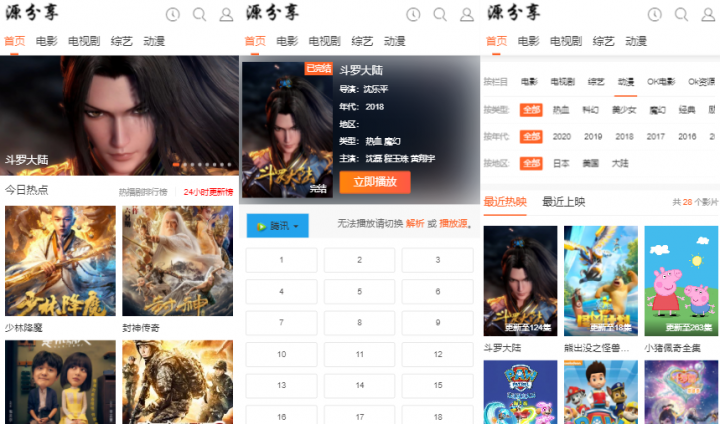 源分享
首页 电影 电视剧 综艺 动漫
斗罗大陆
今日热点 热播剧排行榜 24小时更新榜
少林降魔
少林降魔 封神传奇
源分享
首页 电影 电视剧 综艺 动漫
已完结
斗罗大陆
导演：沈乐平
年代：2018
地区：
类型：热血 魔幻
主演：沈磊 程玉珠 黄翔宇
立即播放
斗罗大陆
完结
腾讯 无法播放请切换 解析 或 播放源。
1 2 3
4 5 6
7 8 9
10 11 12
13 14 15
16 17 18
源分享
首页 电影 电视剧 综艺 动漫
按栏目 电影 电视剧 综艺 动漫 OK电影 Ok资源
按类型: 全部 热血 科幻 美少女 魔幻 经典
按年代: 全部 2020 2019 2018 2017 2016
按地区: 全部 日本 美国 大陆
最近热映 最近上映 共 28 个影片
更新至124集 更新至18集 更新至263集
斗罗大陆 熊出没之怪兽... 小猪佩奇全集